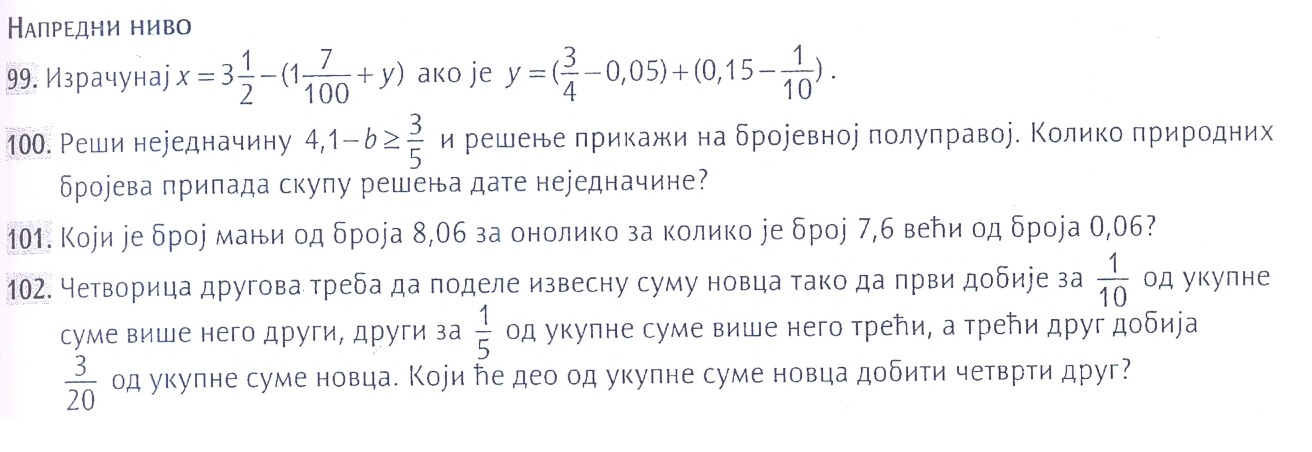 НАПРЕДНИ НИВО
99. Израчунај x = 3 1/2 − (1 7/100 + y) ако је y = (3/4 − 0,05) + (0,15 − 1/10) .
100. Реши неједначину 4,1 − b ≥ 3/5 и решење прикажи на бројевној полуправој. Колико природних
бројева припада скупу решења дате неједначине?
101. Који је број мањи од броја 8,06 за онолико за колико је број 7,6 већи од броја 0,06?
102. Четворица другова треба да поделе извесну суму новца тако да први добије за 1/10 од укупне
суме више него други, други за 1/5 од укупне суме више него трећи, а трећи друг добија
3/20 од укупне суме новца. Који ће део од укупне суме новца добити четврти друг?